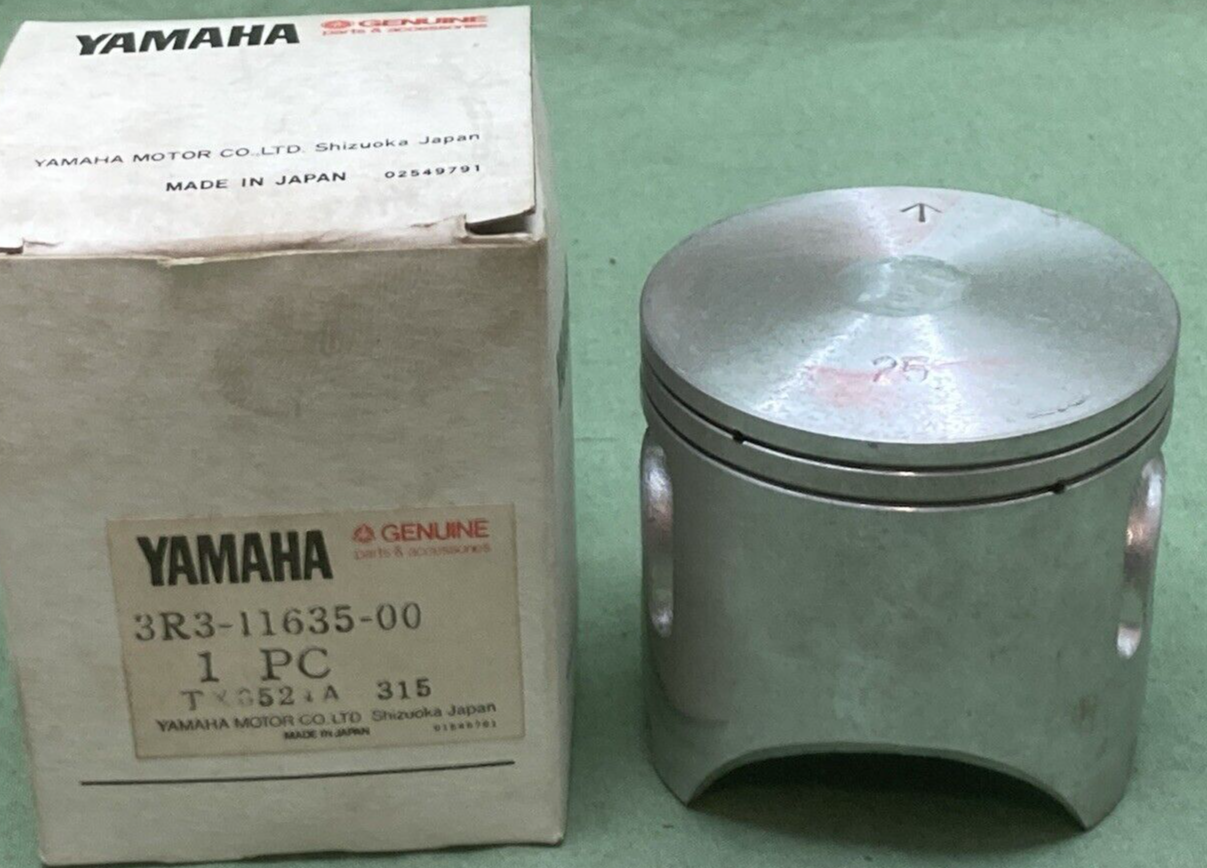 YAMAHA GENUINE
parts & accessories
YAMAHA MOTOR CO.,LTD. Shizuoka Japan
MADE IN JAPAN 02549791
25
YAMAHA GENUINE
parts & accessories
3R3-11635-00
1 PC
315
YAMAHA MOTOR CO.LTD Shizuoka Japan
MADE IN JAPAN